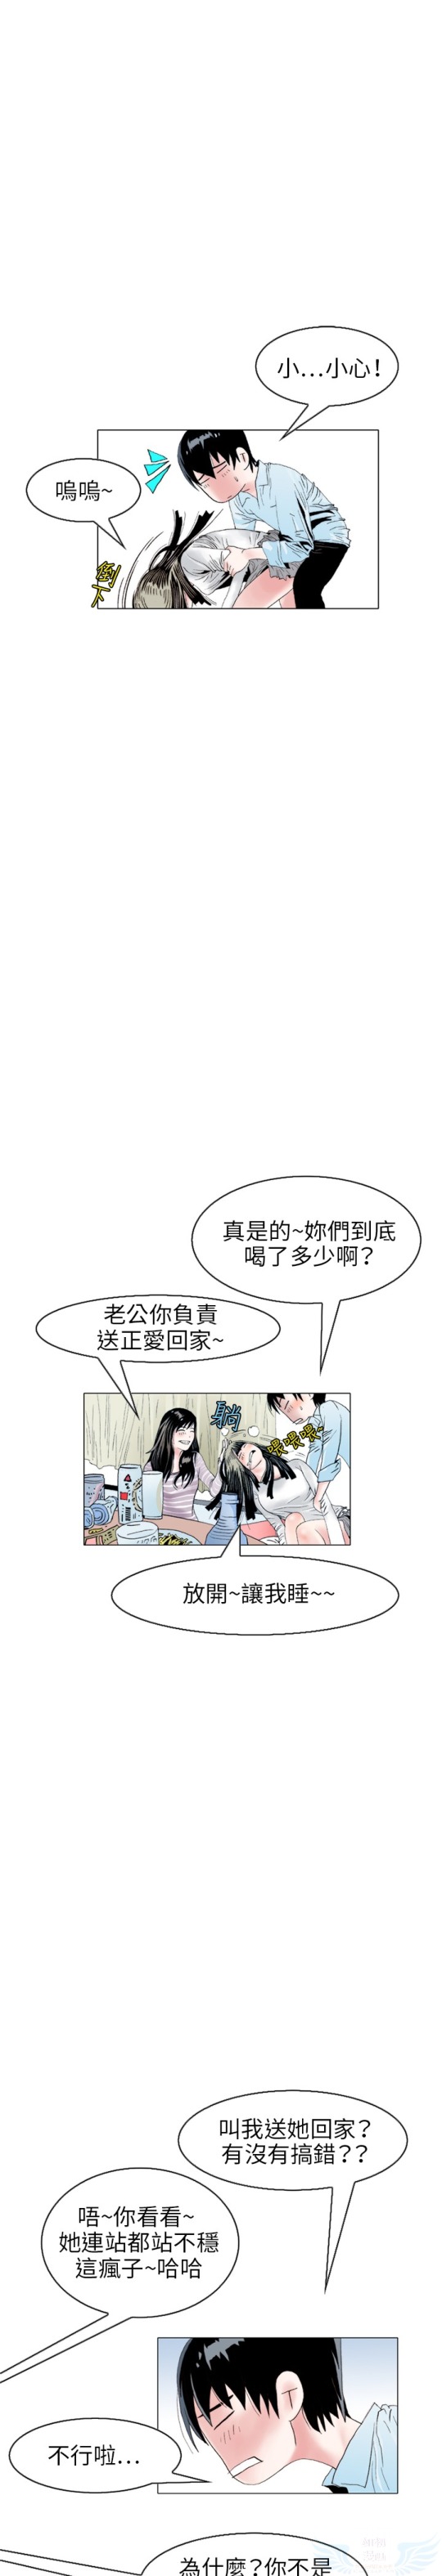 小...小心!
嗚嗚~
倒下
真是的~妳們到底
喝了多少啊?
老公你負責
送正愛回家~
躺
喂喂喂~
放開~讓我睡~~
叫我送她回家?
有沒有搞錯??
唔~你看看~
她連站都站不穩
這瘋子~哈哈
不行啦...
為什麼?你不是